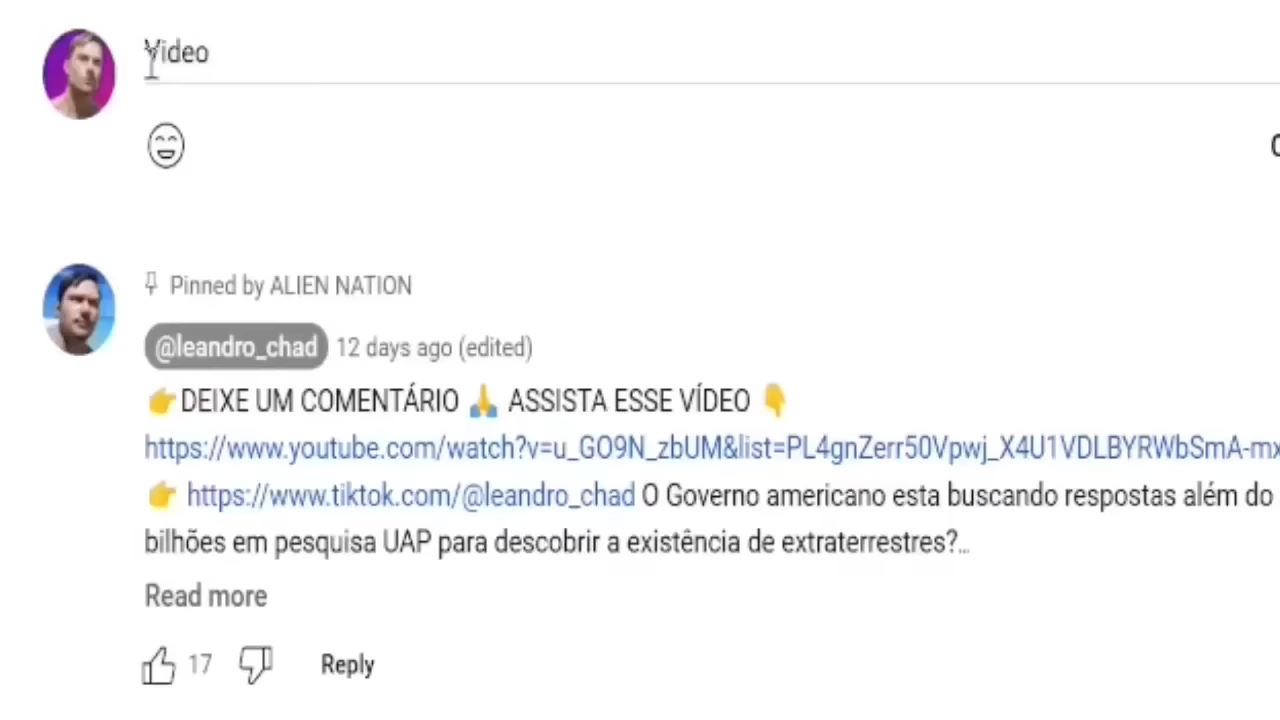 Video
Pinned by ALIEN NATION
@leandro_chad 12 days ago (edited)
👉DEIXE UM COMENTÁRIO 🙏 ASSISTA ESSE VÍDEO 👇
https://www.youtube.com/watch?v=u_GO9N_zbUM&list=PL4gnZerr50Vpwj_X4U1VDLBYRWbSmA-mx
👉 https://www.tiktok.com/@leandro_chad O Governo americano esta buscando respostas além do
bilhões em pesquisa UAP para descobrir a existência de extraterrestres?...
Read more
17 Reply